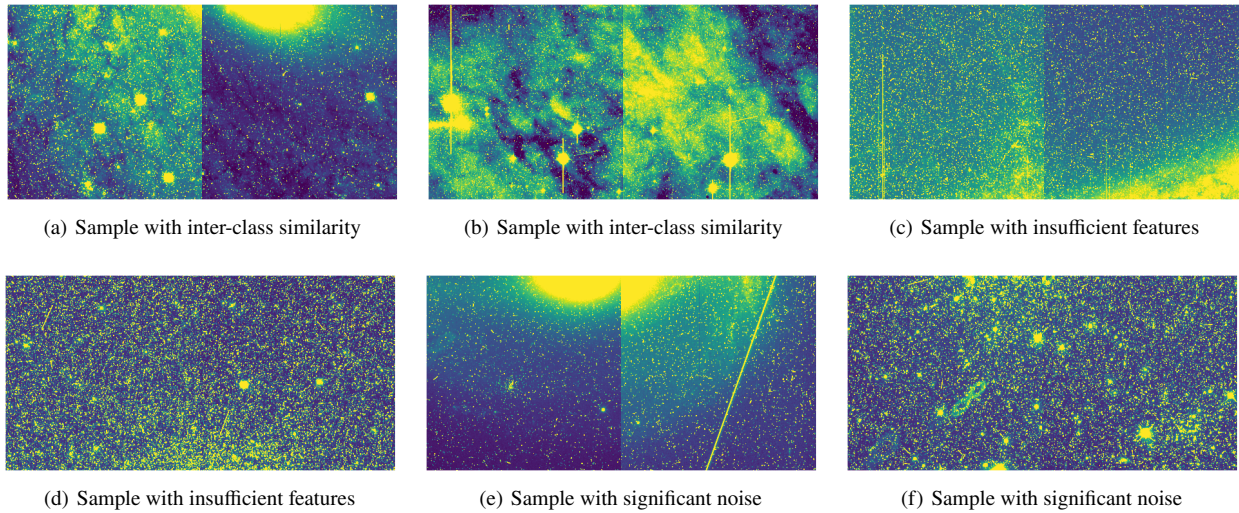 (a) Sample with inter-class similarity
(b) Sample with inter-class similarity
(c) Sample with insufficient features
(d) Sample with insufficient features
(e) Sample with significant noise
(f) Sample with significant noise